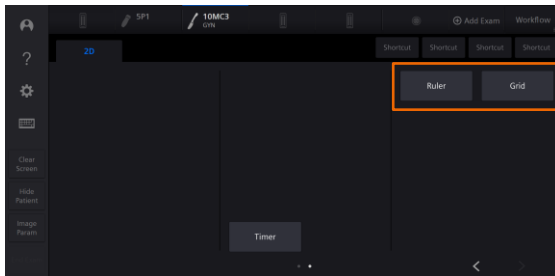 SP1
10MC3
GYN
Add Exam
Workflow
2D
Shortcut
Shortcut
Shortcut
Shortcut
?
Ruler
Grid
Clear
Screen
Hide
Patient
Image
Param
Timer